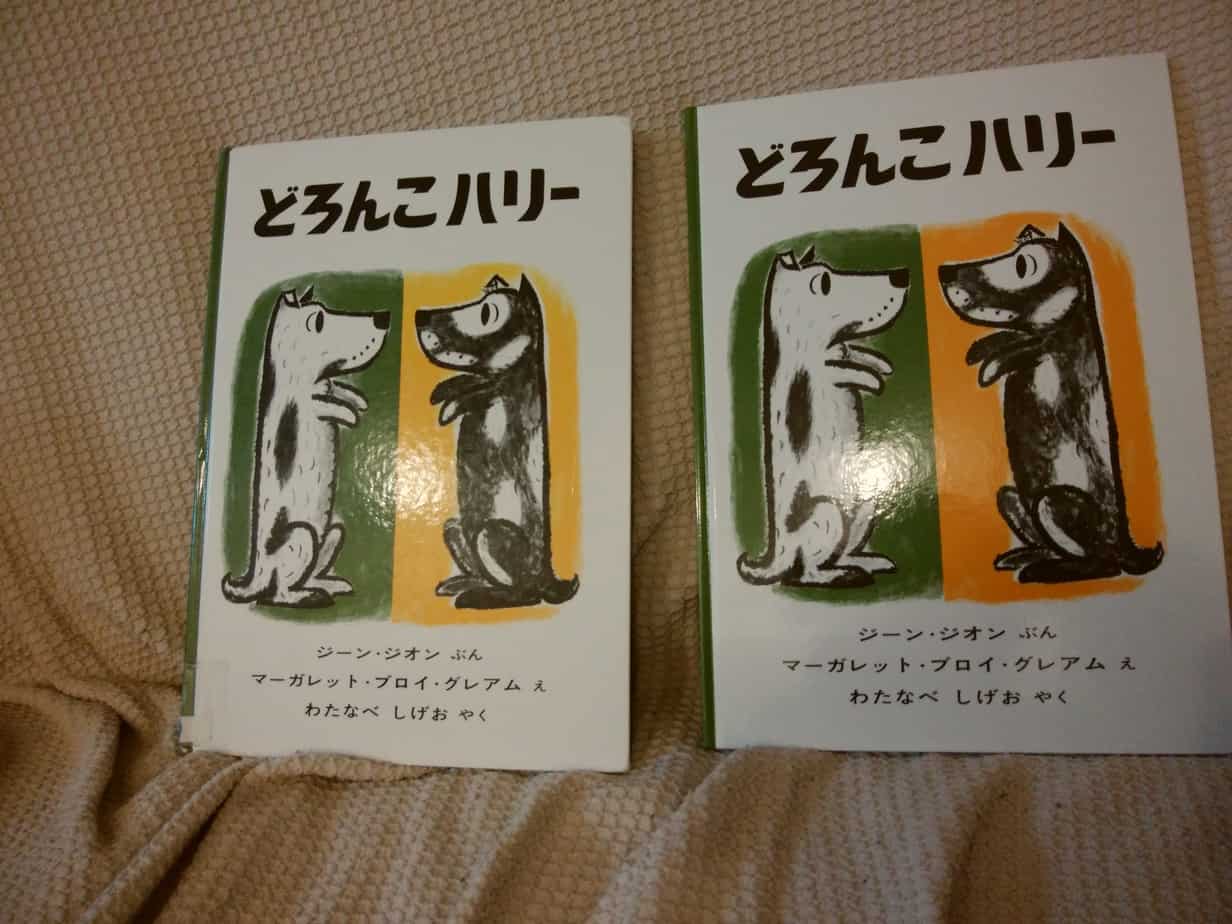 どろんこハリー
ジーン・ジオン ぶん
マーガレット・ブロイ・グレアム え
わたなべ しげお やく
どろんこハリー
ジーン・ジオン ぶん
マーガレット・ブロイ・グレアム え
わたなべ しげお やく